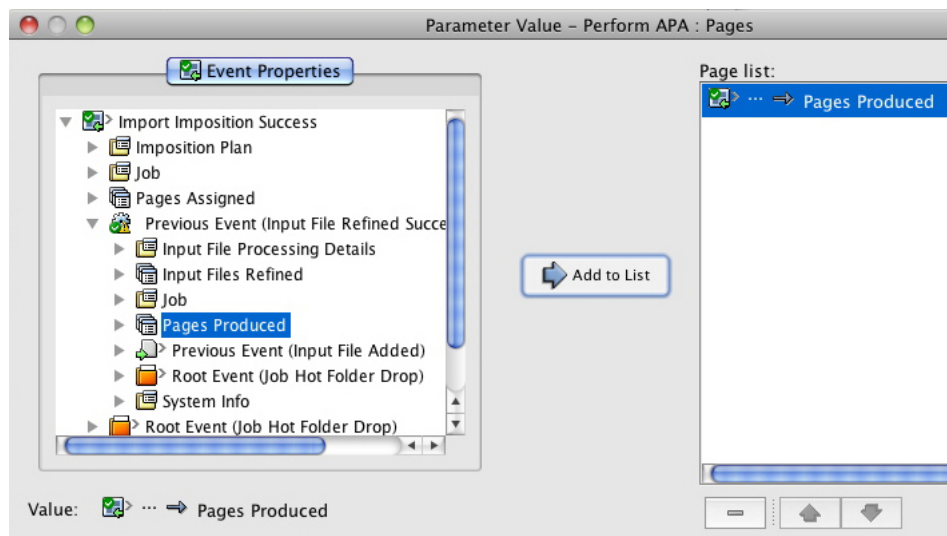 Parameter Value – Perform APA : Pages
Event Properties
Import Imposition Success
Imposition Plan
Job
Pages Assigned
Previous Event (Input File Refined Succe
Input File Processing Details
Input Files Refined
Job
Pages Produced
Previous Event (Input File Added)
Root Event (Job Hot Folder Drop)
System Info
Root Event (Job Hot Folder Drop)
Add to List
Page list:
... Pages Produced
Value: ... Pages Produced